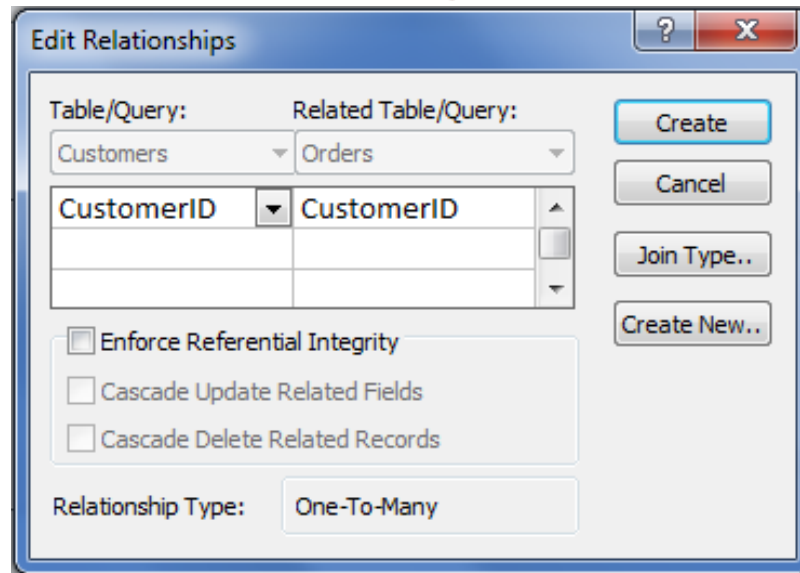 Edit Relationships
?
X
Table/Query: Related Table/Query:
Customers Orders
CustomerID CustomerID
Create
Cancel
Join Type..
Create New..
Enforce Referential Integrity
Cascade Update Related Fields
Cascade Delete Related Records
Relationship Type: One-To-Many